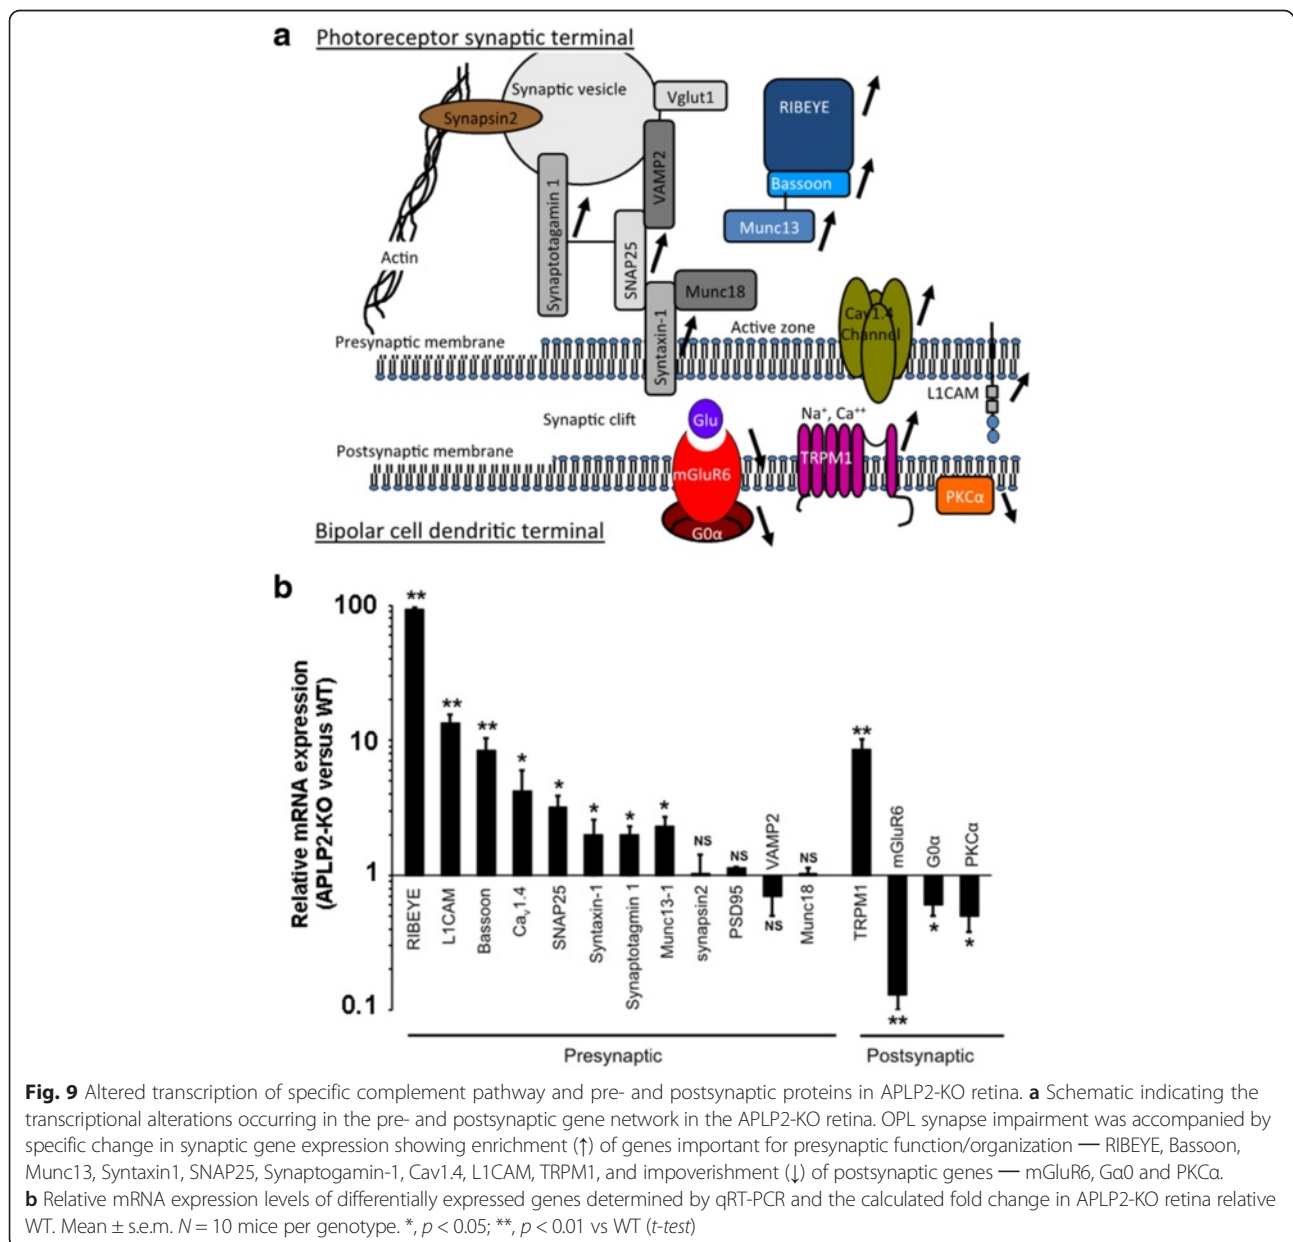 a Photoreceptor synaptic terminal
Synaptic vesicle
Vglut1
Synapsin2
VAMP2
RIBEYE
Bassoon
Munc13
Synaptotagamin 1
SNAP25
Actin
Munc18
Syntaxin-1
Cav1.4
Channel
Active zone
Presynaptic membrane
L1CAM
Synaptic clift
Glu
Na⁺, Ca⁺⁺
Postsynaptic membrane
mGluR6
TRPM1
PKCα
G0α
Bipolar cell dendritic terminal
b
Relative mRNA expression
(APLP2-KO versus WT)
100
10
1
0.1
**
**
**
*
*
*
*
*
NS
NS
NS
NS
**
**
*
*
RIBEYE
L1CAM
Bassoon
Caᵥ1.4
SNAP25
Syntaxin-1
Synaptotagmin 1
Munc13-1
synapsin2
PSD95
VAMP2
Munc18
TRPM1
mGluR6
G0α
PKCα
Presynaptic
Postsynaptic
Fig. 9 Altered transcription of specific complement pathway and pre- and postsynaptic proteins in APLP2-KO retina. a Schematic indicating the
transcriptional alterations occurring in the pre- and postsynaptic gene network in the APLP2-KO retina. OPL synapse impairment was accompanied by
specific change in synaptic gene expression showing enrichment (↑) of genes important for presynaptic function/organization — RIBEYE, Bassoon,
Munc13, Syntaxin1, SNAP25, Synaptogamin-1, Cav1.4, L1CAM, TRPM1, and impoverishment (↓) of postsynaptic genes — mGluR6, Gα0 and PKCα.
b Relative mRNA expression levels of differentially expressed genes determined by qRT-PCR and the calculated fold change in APLP2-KO retina relative
WT. Mean ± s.e.m. N = 10 mice per genotype. *, p < 0.05; **, p < 0.01 vs WT (t-test)